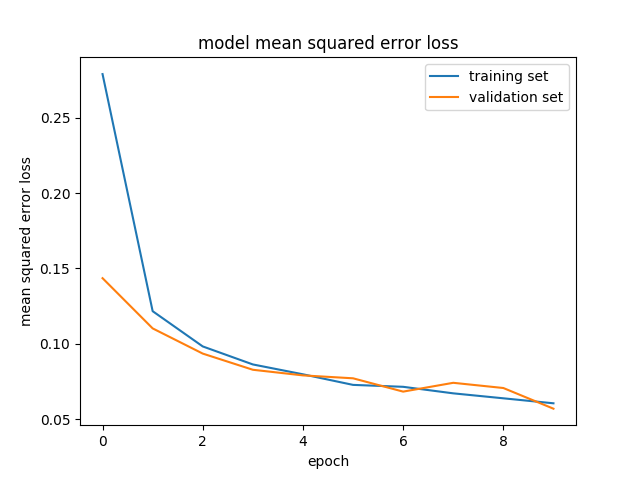 model mean squared error loss
training set
validation set
0.25
0.20
0.15
0.10
0.05
mean squared error loss
0 2 4 6 8
epoch